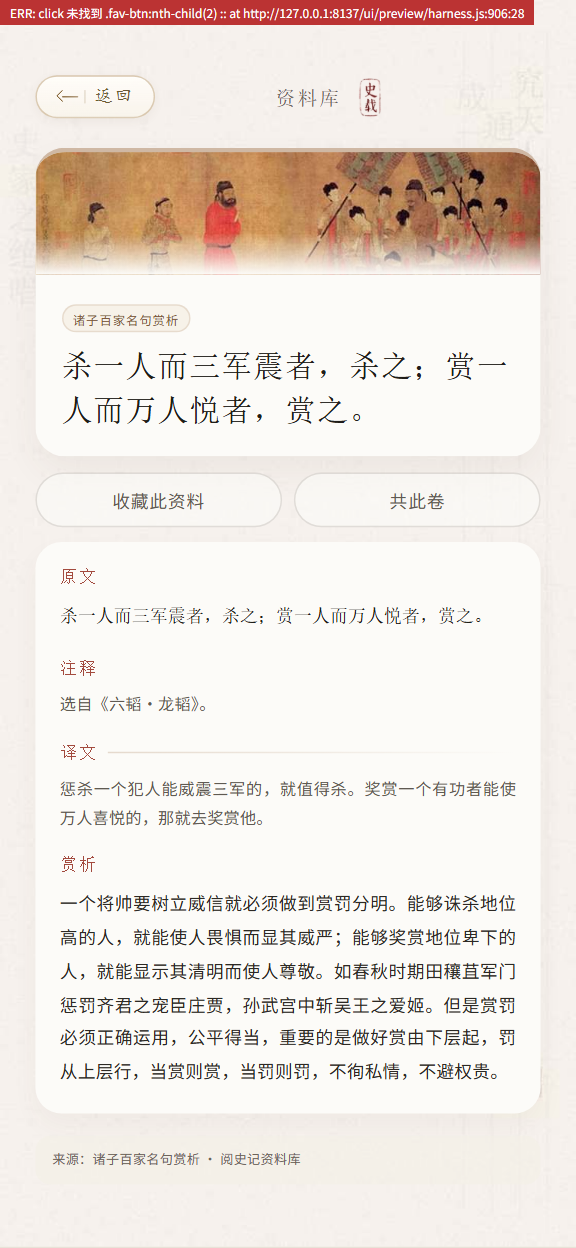 ERR: click 未找到 .fav-btn:nth-child(2) :: at http://127.0.0.1:8137/ui/preview/harness.js:906:28
返回
资料库
史戟
诸子百家名句赏析
杀一人而三军震者，杀之；赏一
人而万人悦者，赏之。
收藏此资料
共此卷
原文
杀一人而三军震者，杀之；赏一人而万人悦者，赏之。
注释
选自《六韬·龙韬》。
译文
惩杀一个犯人能威震三军的，就值得杀。奖赏一个有功者能使
万人喜悦的，那就去奖赏他。
赏析
一个将帅要树立威信就必须做到赏罚分明。能够诛杀地位
高的人，就能使人畏惧而显其威严；能够奖赏地位卑下的
人，就能显示其清明而使人尊敬。如春秋时期田穰苴军门
惩罚齐君之宠臣庄贾，孙武宫中斩吴王之爱姬。但是赏罚
必须正确运用，公平得当，重要的是做好赏由下层起，罚
从上层行，当赏则赏，当罚则罚，不徇私情，不避权贵。
来源：诸子百家名句赏析 · 阅史记资料库